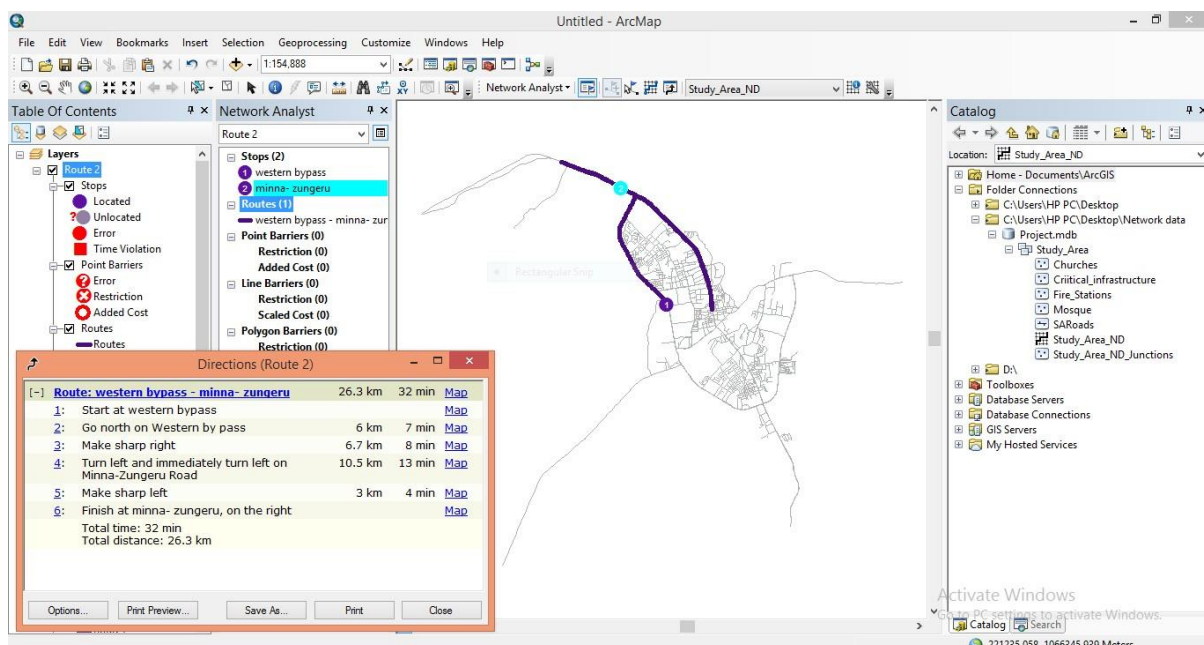 Untitled - ArcMap
File Edit View Bookmarks Insert Selection Geoprocessing Customize Windows Help
1:154,888
Network Analyst Study_Area_ND
Table Of Contents
Layers
Route 2
Stops
Located
Unlocated
Error
Time Violation
Point Barriers
Error
Restriction
Added Cost
Routes
Routes
Network Analyst
Route 2
Stops (2)
1 western bypass
2 minna- zungeru
Routes (1)
western bypass - minna- zur
Point Barriers (0)
Restriction (0)
Added Cost (0)
Line Barriers (0)
Restriction (0)
Scaled Cost (0)
Polygon Barriers (0)
Restriction (0)
2
1
Rectangular Snip
Directions (Route 2)
[-] Route: western bypass - minna- zungeru 26.3 km 32 min Map
1: Start at western bypass Map
2: Go north on Western by pass 6 km 7 min Map
3: Make sharp right 6.7 km 8 min Map
4: Turn left and immediately turn left on 10.5 km 13 min Map
Minna-Zungeru Road
5: Make sharp left 3 km 4 min Map
6: Finish at minna- zungeru, on the right Map
Total time: 32 min
Total distance: 26.3 km
Options... Print Preview... Save As... Print Close
Catalog
Location: Study_Area_ND
Home - Documents\ArcGIS
Folder Connections
C:\Users\HP PC\Desktop
C:\Users\HP PC\Desktop\Network data
Project.mdb
Study_Area
Churches
Criitical_infrastructure
Fire_Stations
Mosque
SARoads
Study_Area_ND
Study_Area_ND_Junctions
D:\
Toolboxes
Database Servers
Database Connections
GIS Servers
My Hosted Services
Activate Windows
Go to PC settings to activate Windows.
Catalog Search
221235.058 1066345.939 Meters